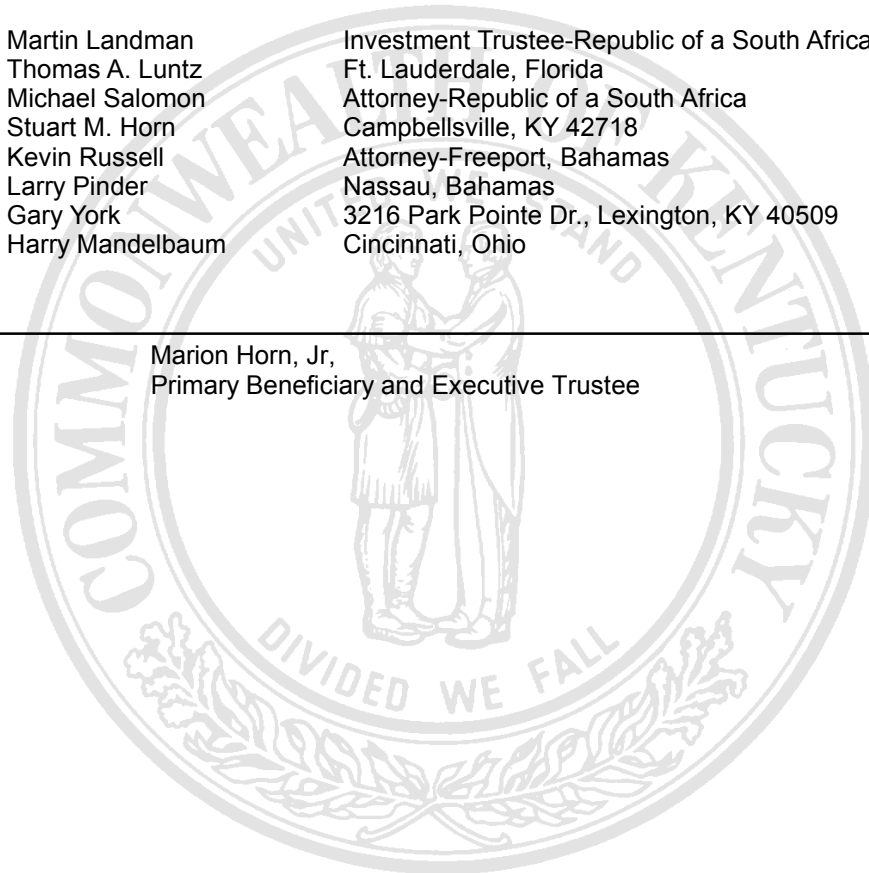 Martin Landman Investment Trustee-Republic of a South Africa
Thomas A. Luntz Ft. Lauderdale, Florida
Michael Salomon Attorney-Republic of a South Africa
Stuart M. Horn Campbellsville, KY 42718
Kevin Russell Attorney-Freeport, Bahamas
Larry Pinder Nassau, Bahamas
Gary York 3216 Park Pointe Dr., Lexington, KY 40509
Harry Mandelbaum Cincinnati, Ohio
Marion Horn, Jr,
Primary Beneficiary and Executive Trustee
COMMONWEALTH OF KENTUCKY
UNITED WE STAND
DIVIDED WE FALL